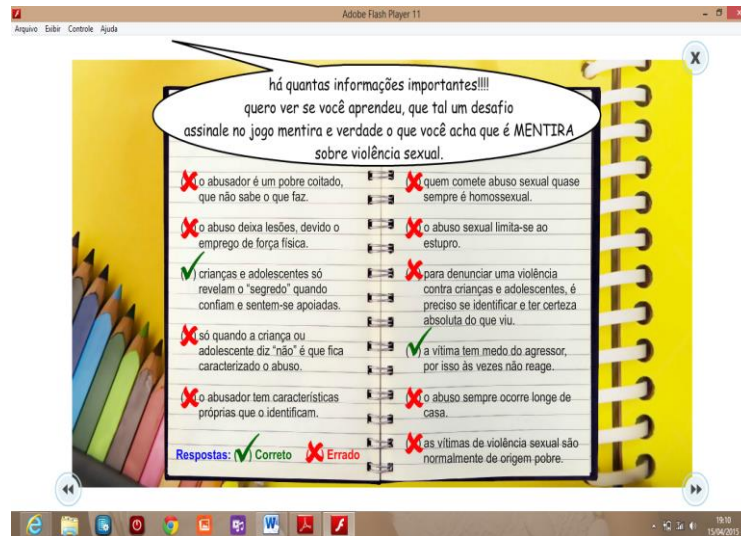 Adobe Flash Player 11
Arquivo Exibir Controle Ajuda
X
há quantas informações importantes!!!!
quero ver se você aprendeu, que tal um desafio
assinale no jogo mentira e verdade o que você acha que é MENTIRA
sobre violência sexual.
o abusador é um pobre coitado,
que não sabe o que faz.
o abuso deixa lesões, devido o
emprego de força física.
crianças e adolescentes só
revelam o “segredo” quando
confiam e sentem-se apoiadas.
só quando a criança ou
adolescente diz “não” é que fica
caracterizado o abuso.
o abusador tem características
próprias que o identificam.
Respostas: ( ) Correto ( ) Errado
quem comete abuso sexual quase
sempre é homossexual.
o abuso sexual limita-se ao
estupro.
para denunciar uma violência
contra crianças e adolescentes, é
preciso se identificar e ter certeza
absoluta do que viu.
a vítima tem medo do agressor,
por isso às vezes não reage.
o abuso sempre ocorre longe de
casa.
as vítimas de violência sexual são
normalmente de origem pobre.
19:10
15/04/2015